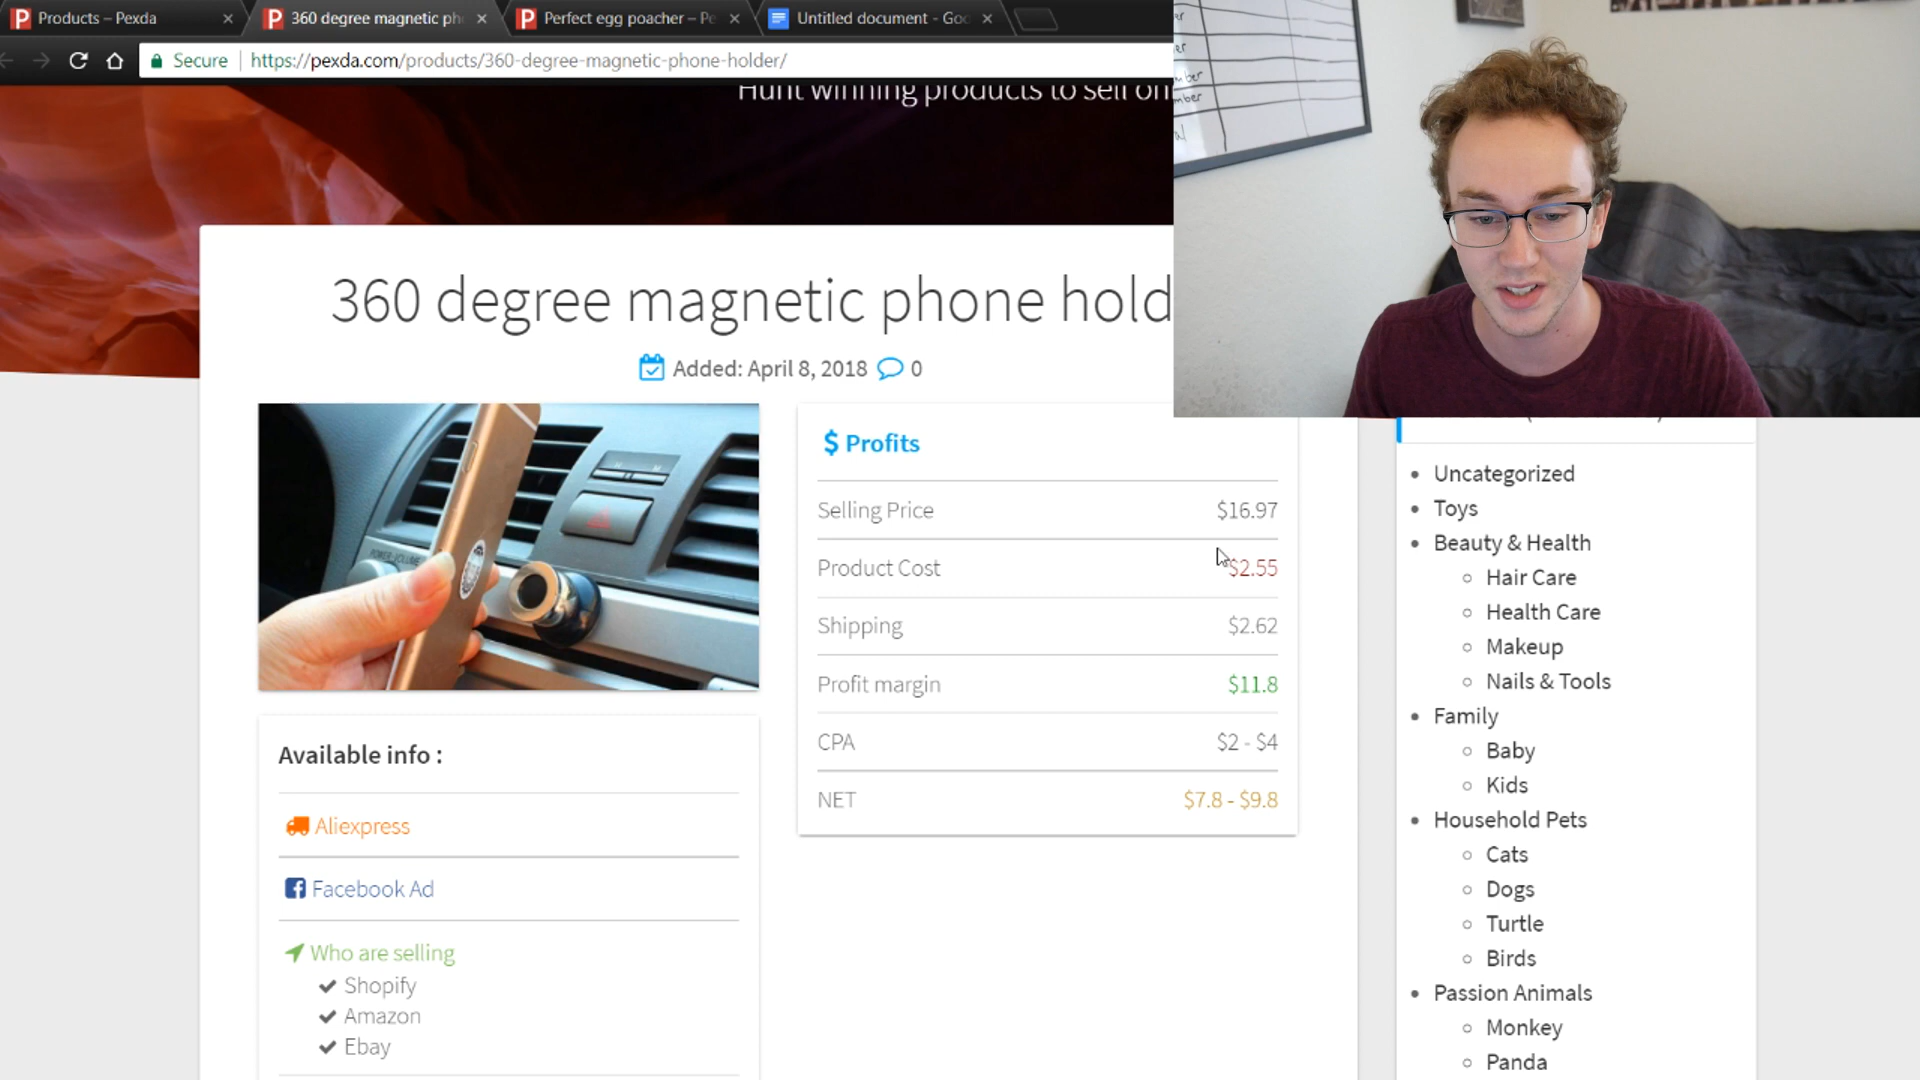 Products – Pexda
360 degree magnetic ph
Perfect egg poacher – Pe
Untitled document - Goo
Secure
https://pexda.com/products/360-degree-magnetic-phone-holder/
Hunt winning products to sell on
360 degree magnetic phone hold
Added: April 8, 2018
0
$ Profits
Selling Price $16.97
Product Cost $2.55
Shipping $2.62
Profit margin $11.8
CPA $2 - $4
NET $7.8 - $9.8
Available info :
Aliexpress
Facebook Ad
Who are selling
Shopify
Amazon
Ebay
Uncategorized
Toys
Beauty & Health
Hair Care
Health Care
Makeup
Nails & Tools
Family
Baby
Kids
Household Pets
Cats
Dogs
Turtle
Birds
Passion Animals
Monkey
Panda